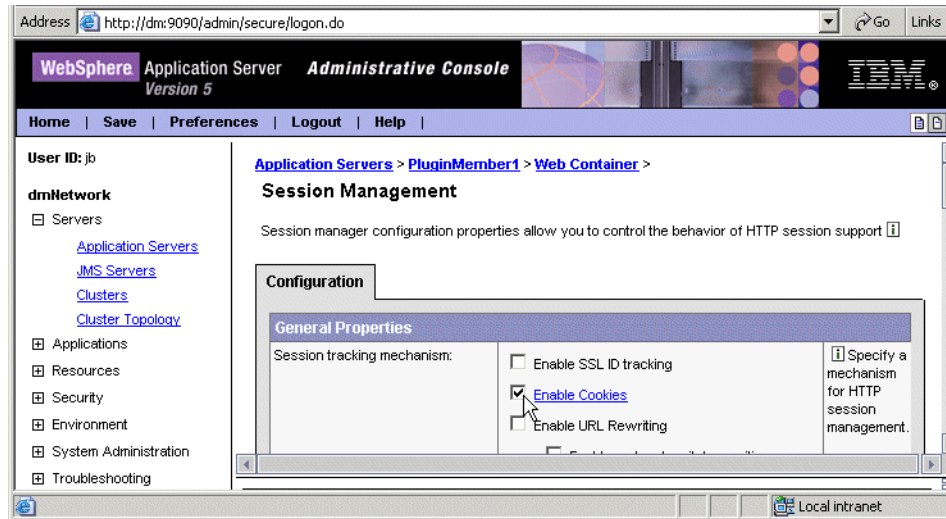 Address http://dm:9090/admin/secure/logon.do Go Links
WebSphere Application Server Administrative Console
Version 5
IBM
Home | Save | Preferences | Logout | Help |
User ID: jb
dmNetwork
Servers
Application Servers
JMS Servers
Clusters
Cluster Topology
Applications
Resources
Security
Environment
System Administration
Troubleshooting
Application Servers > PluginMember1 > Web Container >
Session Management
Session manager configuration properties allow you to control the behavior of HTTP session support i
Configuration
General Properties
Session tracking mechanism:
Enable SSL ID tracking
Enable Cookies
Enable URL Rewriting
i Specify a
mechanism
for HTTP
session
management.
Local intranet